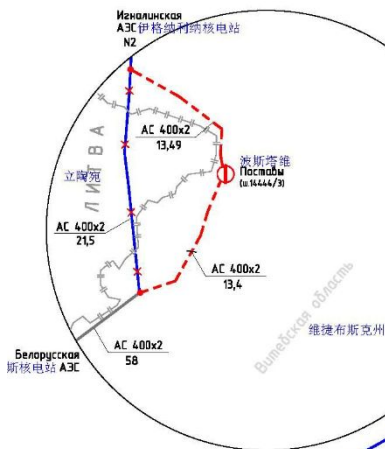 Игналинская
АЭС伊格纳利纳核电站
N2
АС 400х2
13,49
ЛИТВА
立陶宛
波斯塔维
Поставы
(ш.14444/3)
АС 400х2
21,5
АС 400х2
13,4
Витебская область
维捷布斯克州
Белорусская
斯核电站 АЭС
АС 400х2
58